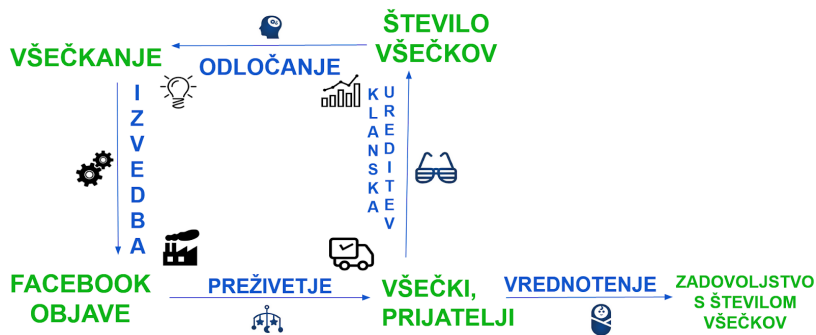 ŠTEVILO
VŠEČKOV
VŠEČKANJE
ODLOČANJE
IZVEDBA
KLANSKA
UREDITEV
FACEBOOK
OBJAVE
PREŽIVETJE
VŠEČKI,
PRIJATELJI
VREDNOTENJE
ZADOVOLJSTVO
S ŠTEVILOM
VŠEČKOV